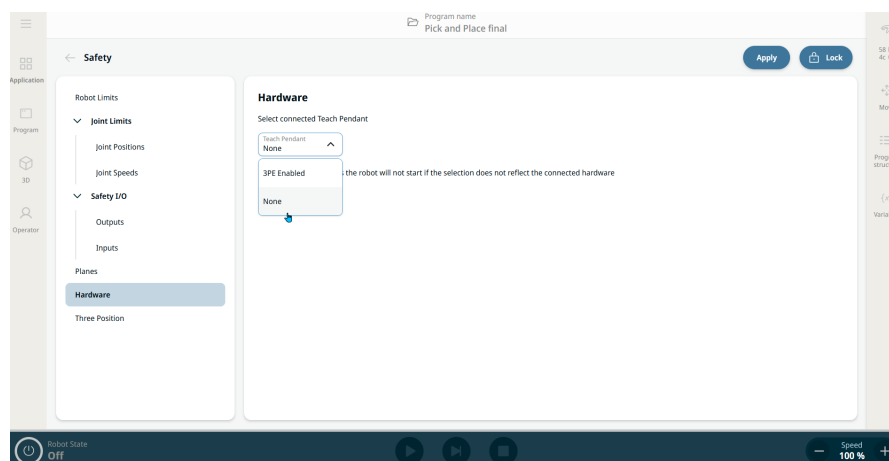 Program name
Pick and Place final
Safety
Apply
Lock
58
4c
Application
Program
3D
Operator
Robot Limits
Joint Limits
Joint Positions
Joint Speeds
Safety I/O
Outputs
Inputs
Planes
Hardware
Three Position
Hardware
Select connected Teach Pendant
Teach Pendant
None
3PE Enabled
the robot will not start if the selection does not reflect the connected hardware
None
Robot State
Off
Speed
100 %